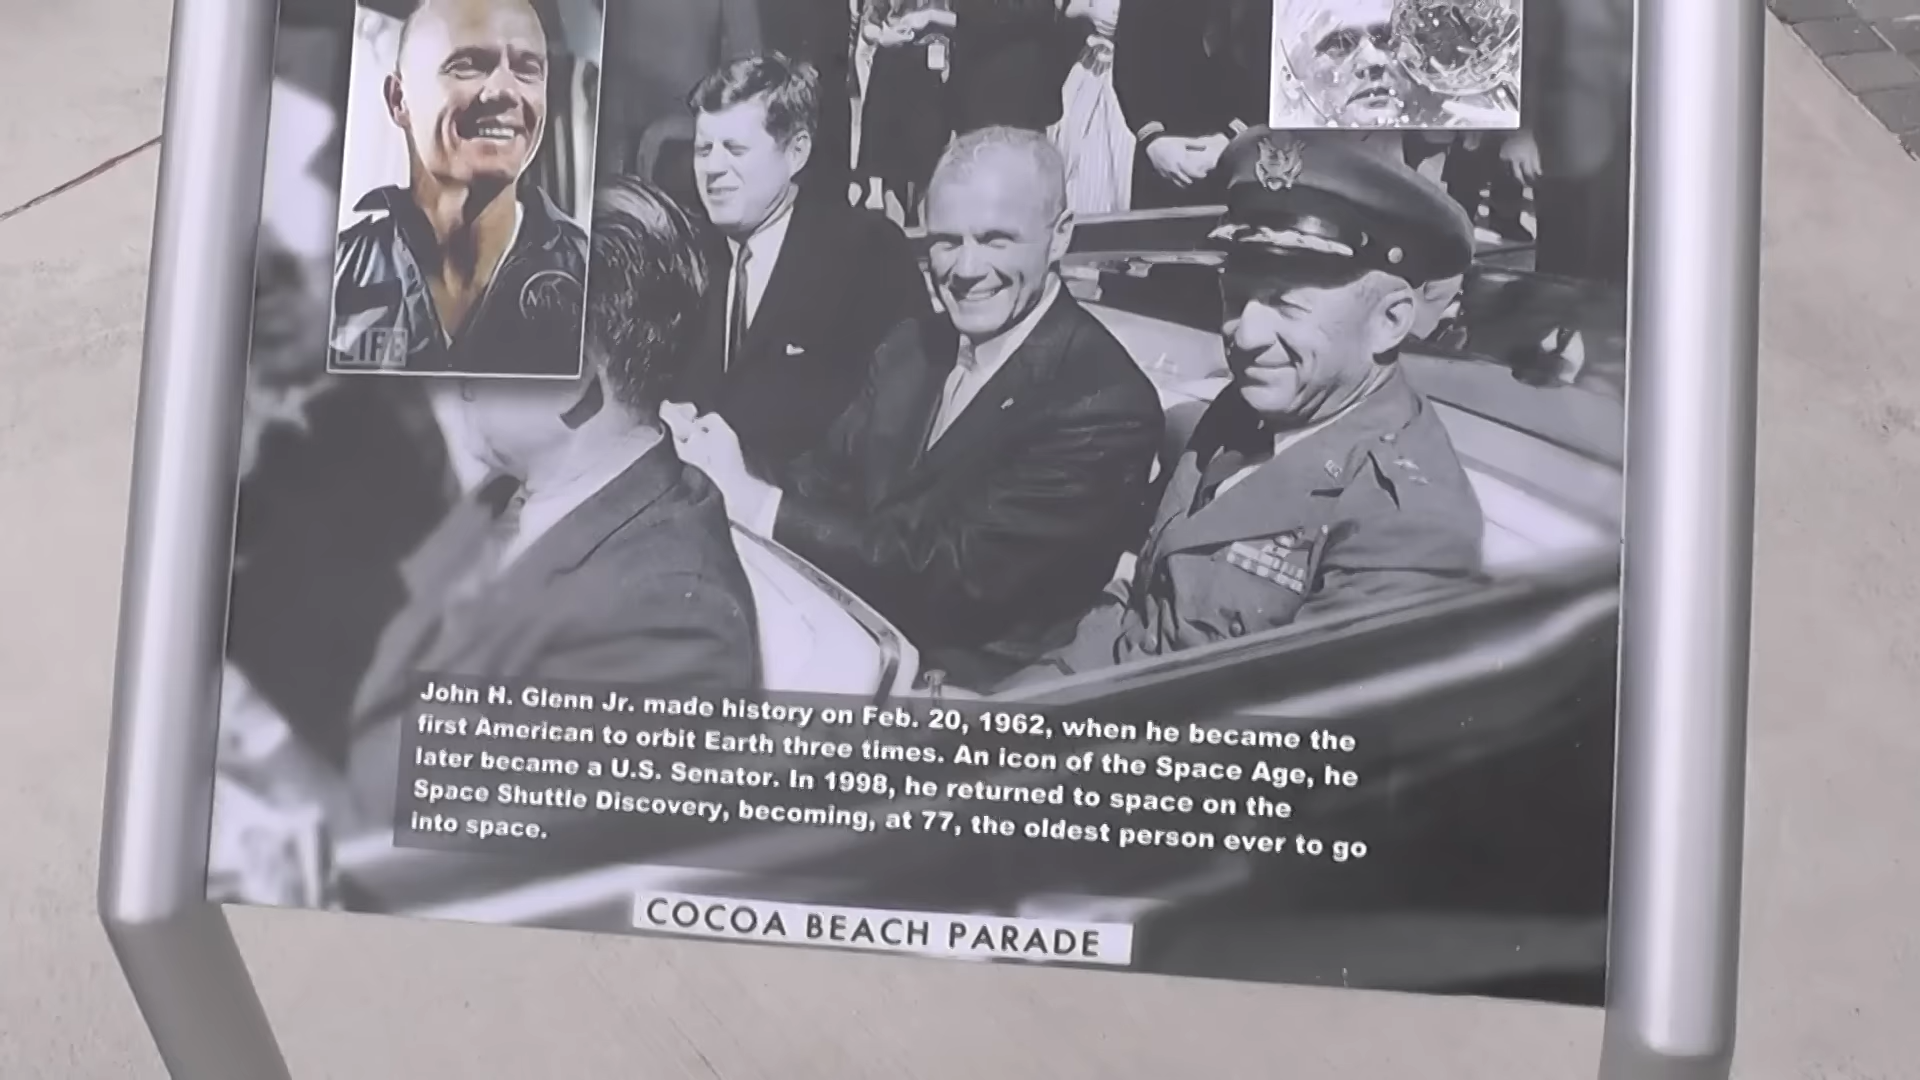 LIFE
John H. Glenn Jr. made history on Feb. 20, 1962, when he became the
first American to orbit Earth three times. An icon of the Space Age, he
later became a U.S. Senator. In 1998, he returned to space on the
Space Shuttle Discovery, becoming, at 77, the oldest person ever to go
into space.
COCOA BEACH PARADE